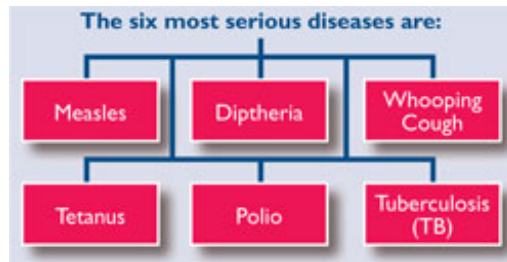 The six most serious diseases are:
Measles
Diptheria
Whooping
Cough
Tetanus
Polio
Tuberculosis
(TB)